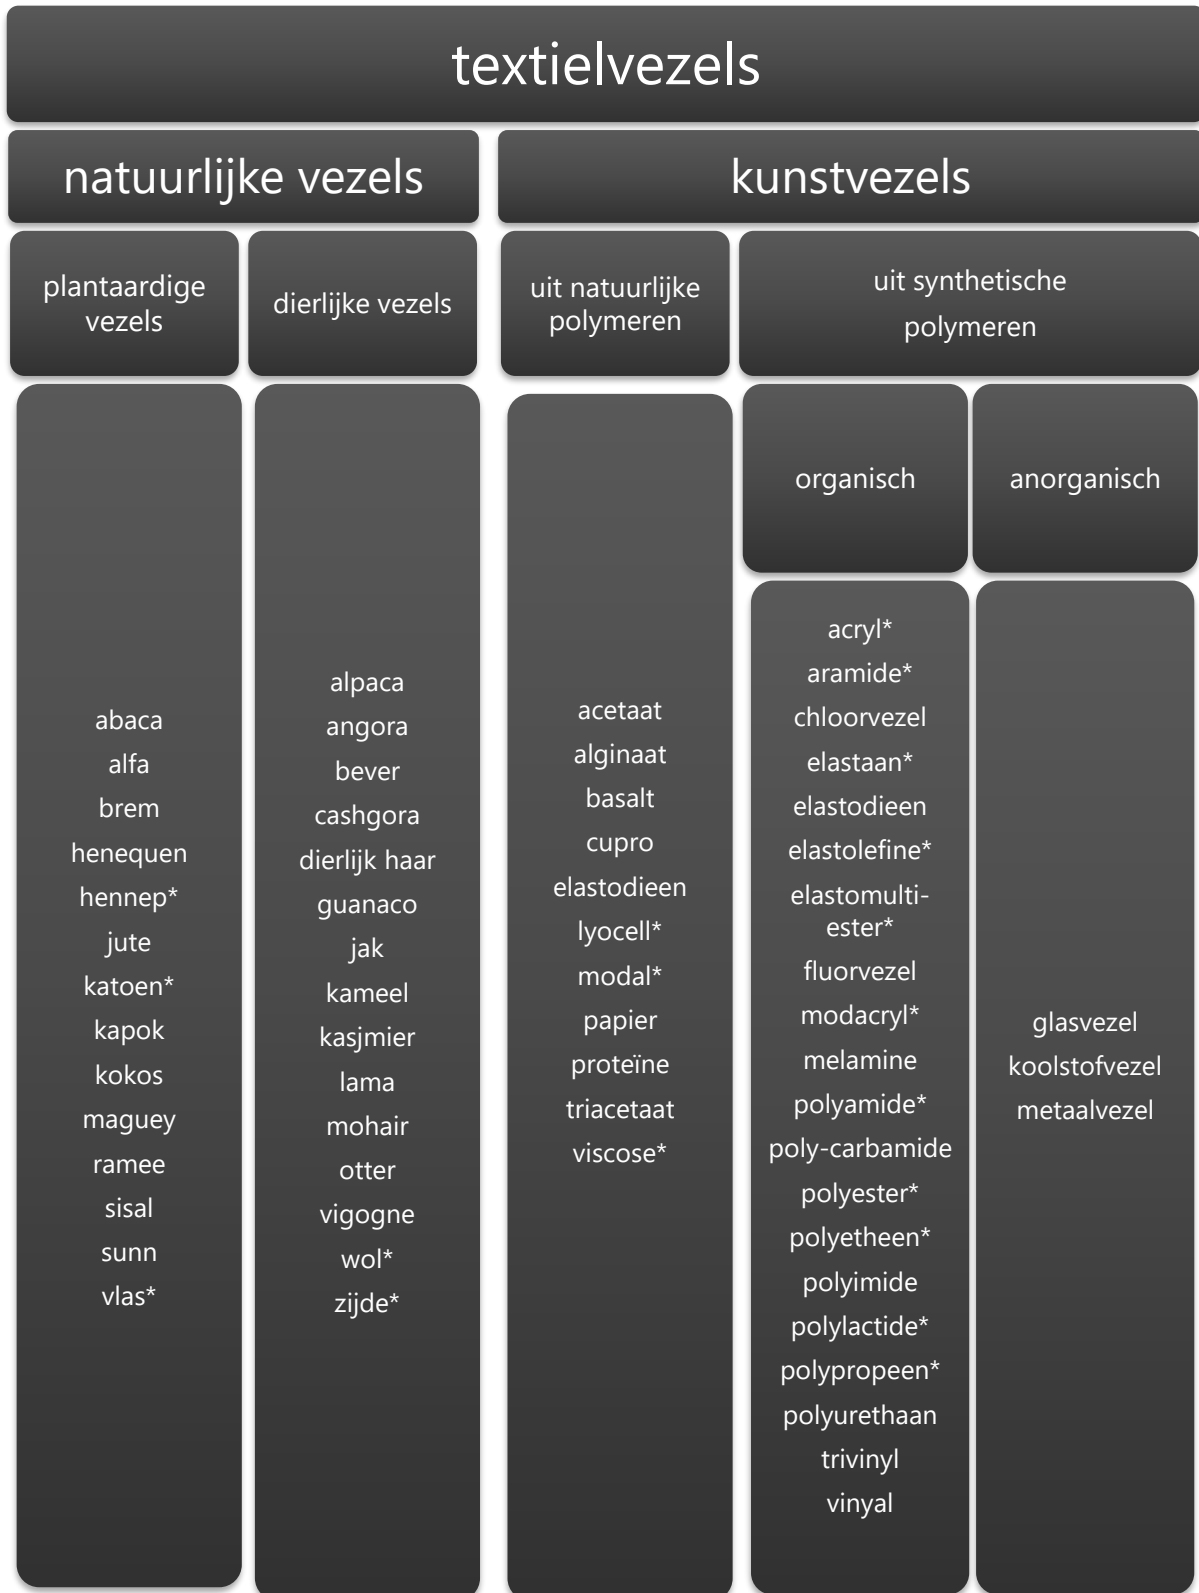 textielvezels
natuurlijke vezels
kunstvezels
plantaardige
vezels
dierlijke vezels
uit natuurlijke
polymeren
uit synthetische
polymeren
organisch
anorganisch
abaca
alfa
brem
henequen
hennep*
jute
katoen*
kapok
kokos
maguey
ramee
sisal
sunn
vlas*
alpaca
angora
bever
cashgora
dierlijk haar
guanaco
jak
kameel
kasjmier
lama
mohair
otter
vigogne
wol*
zijde*
acetaat
alginaat
basalt
cupro
elastodieen
lyocell*
modal*
papier
proteïne
triacetaat
viscose*
acryl*
aramide*
chloorvezel
elastaan*
elastodieen
elastolefine*
elastomulti-
ester*
fluorvezel
modacryl*
melamine
polyamide*
poly-carbamide
polyester*
polyetheen*
polyimide
polylactide*
polypropeen*
polyurethaan
trivinyl
vinyal
glasvezel
koolstofvezel
metaalvezel